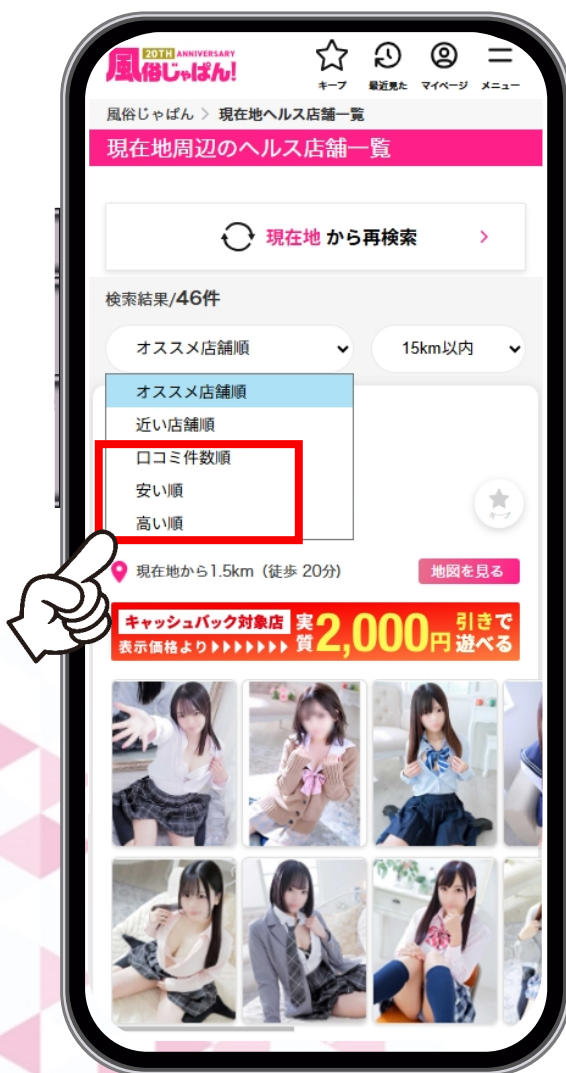 20TH ANNIVERSARY
風俗じゃぱん!
キープ
最近見た
マイページ
メニュー
風俗じゃぱん > 現在地ヘルス店舗一覧
現在地周辺のヘルス店舗一覧
現在地 から再検索 >
検索結果/46件
オススメ店舗順
15km以内
オススメ店舗順
近い店舗順
口コミ件数順
安い順
高い順
キープ
現在地から1.5km（徒歩 20分)
地図を見る
キャッシュバック対象店
表示価格より
実質2,000円引きで遊べる